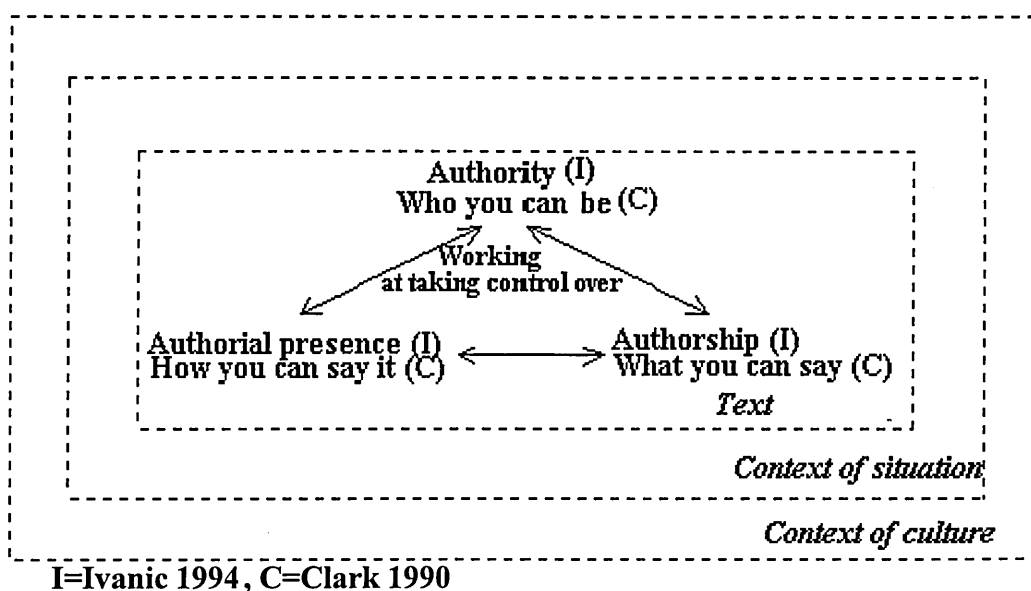 Authority (I)
Who you can be (C)
Working
at taking control over
Authorial presence (I)
How you can say it (C)
Authorship (I)
What you can say (C)
Text
Context of situation
Context of culture
I=Ivanic 1994, C=Clark 1990